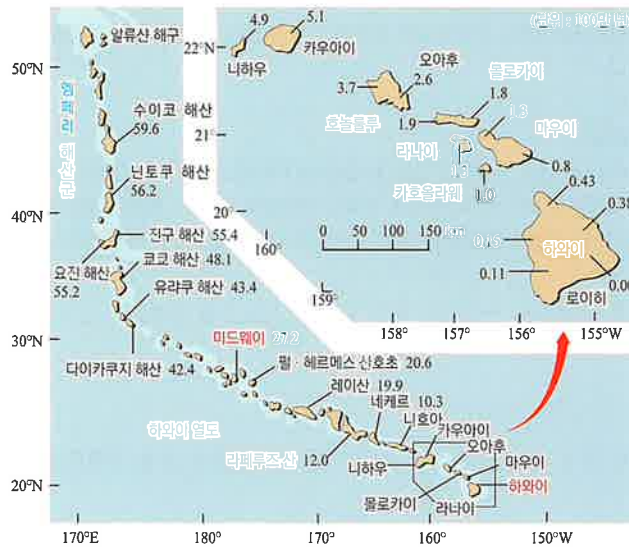 (단위 : 100만 년)
4.9
5.1
22°N
카우아이
니하우
오아후
3.7
2.6
몰로카이
1.8
호놀룰루
1.9
1.3
마우이
21°
라나이
0.8
1.3
카호올라웨
1.0
0.43
20°
0.38
160°
0 50 100 150 km
0.15
하와이
0.11
159°
로이히
158°
157°
156°
155°W
알류샨 해구
50°N
엠페러 해산군
수이코 해산
59.6
닌토쿠 해산
56.2
40°N
진구 해산 55.4
요진 해산
55.2
쿄코 해산 48.1
유랴쿠 해산 43.4
30°N
다이카쿠지 해산 42.4
미드웨이 27.2
펄·헤르메스 산호초 20.6
레이산 19.9
네케르 10.3
니호아
하와이 열도
라페루즈산
12.0
카우아이
오아후
니하우
마우이
하와이
몰로카이
라나이
20°N
170°E
180°
170°
160°
150°W